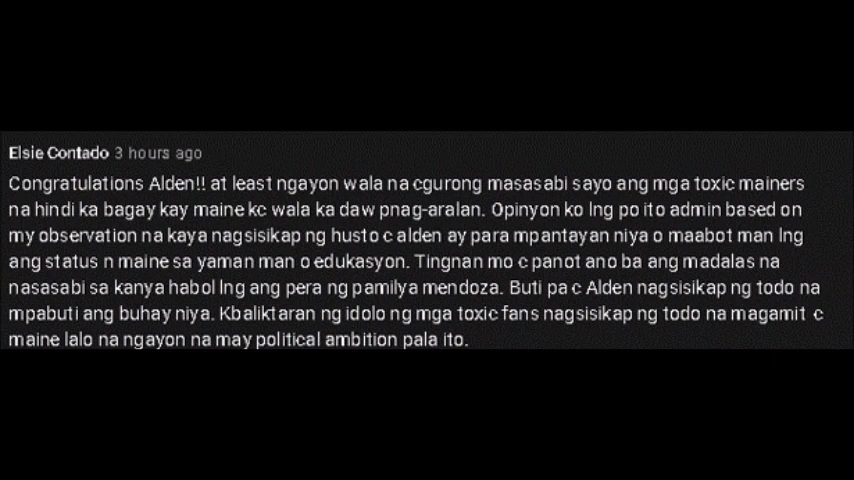 Elsie Contado 3 hours ago
Congratulations Alden!! at least ngayon wala na cgurong masasabi sayo ang mga toxic mainers
na hindi ka bagay kay maine kc wala ka daw pnag-aralan. Opinyon ko lng po ito admin based on
my observation na kaya nagsisikap ng husto c alden ay para mpantayan niya o maabot man lng
ang status n maine sa yaman man o edukasyon. Tingnan mo c panot ano ba ang madalas na
nasasabi sa kanya habol lng ang pera ng pamilya mendoza. Buti pa c Alden nagsisikap ng todo na
mpabuti ang buhay niya. Kbaliktaran ng idolo ng mga toxic fans nagsisikap ng todo na magamit c
maine lalo na ngayon na may political ambition pala ito.